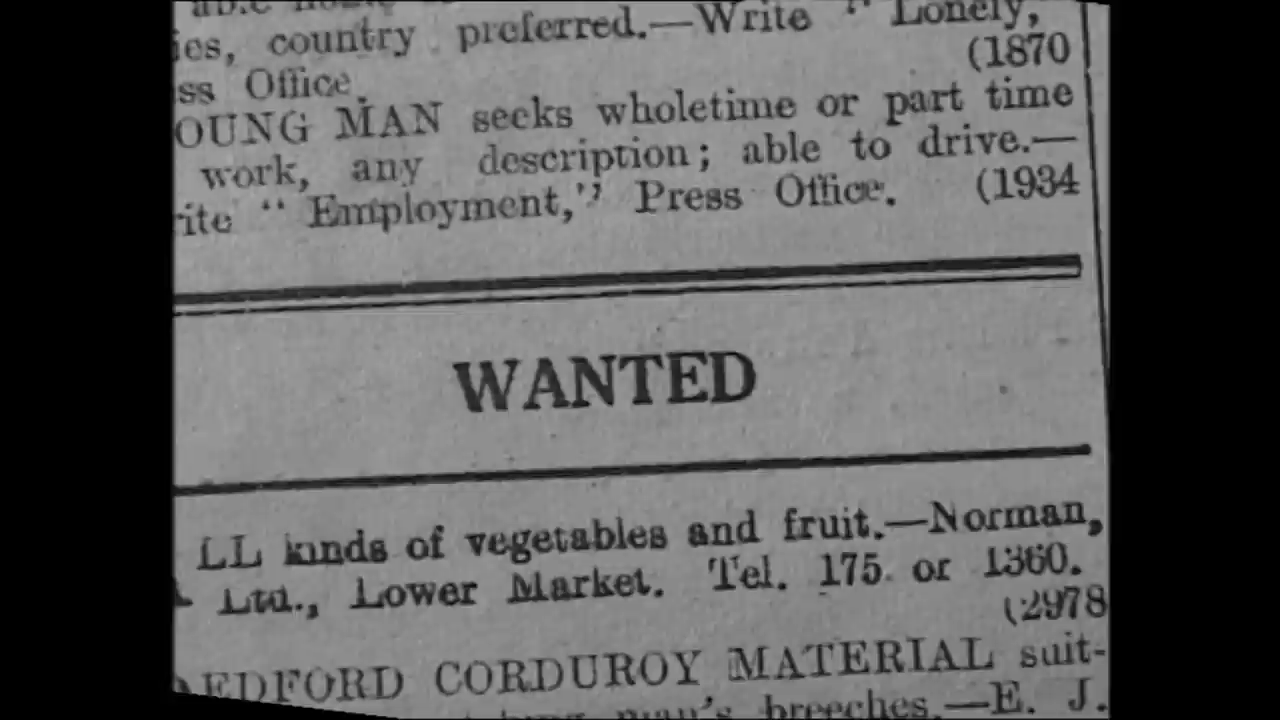 ies, country preferred.—Write " Lonely,
ss Office. (1870
OUNG MAN seeks wholetime or part time
work, any description; able to drive.—
rite " Employment," Press Office. (1934
WANTED
LL kinds of vegetables and fruit.—Norman,
Ltd., Lower Market. Tel. 175 or 1360.
(2978
EDFORD CORDUROY MATERIAL suit-
man's breeches.—E. J.